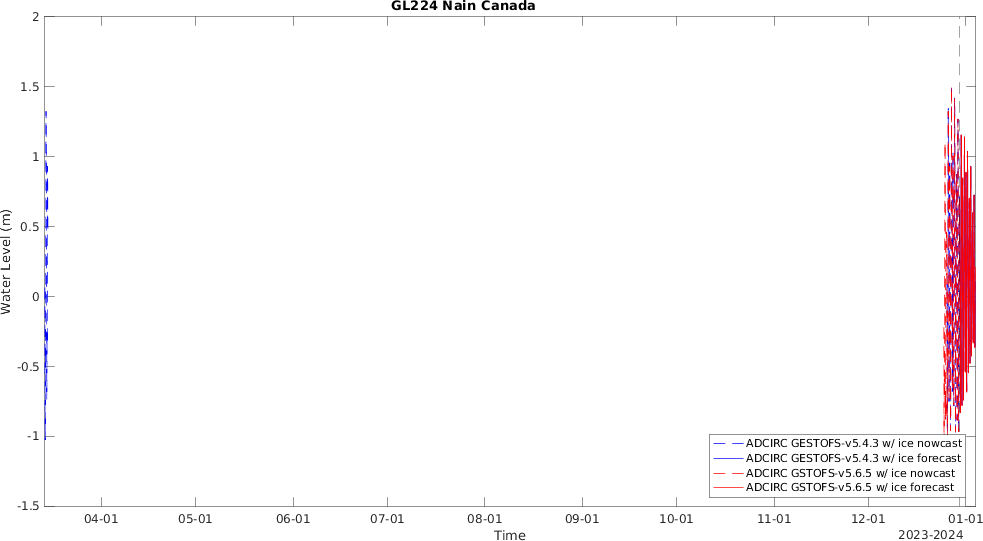 GL224 Nain Canada
2
1.5
1
0.5
0
-0.5
-1
-1.5
Water Level (m)
ADCIRC GESTOFS-v5.4.3 w/ ice nowcast
ADCIRC GESTOFS-v5.4.3 w/ ice forecast
ADCIRC GSTOFS-v5.6.5 w/ ice nowcast
ADCIRC GSTOFS-v5.6.5 w/ ice forecast
04-01 05-01 06-01 07-01 08-01 09-01 10-01 11-01 12-01 01-01
Time
2023-2024